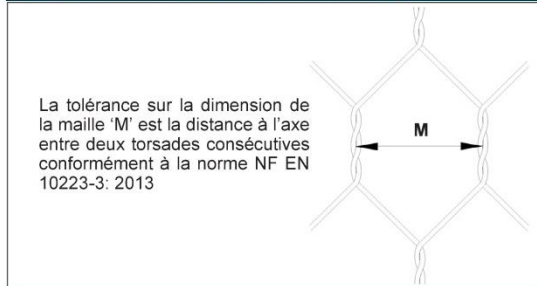 La tolérance sur la dimension de
la maille 'M' est la distance à l'axe
entre deux torsades consécutives
conformément à la norme NF EN
10223-3: 2013
M